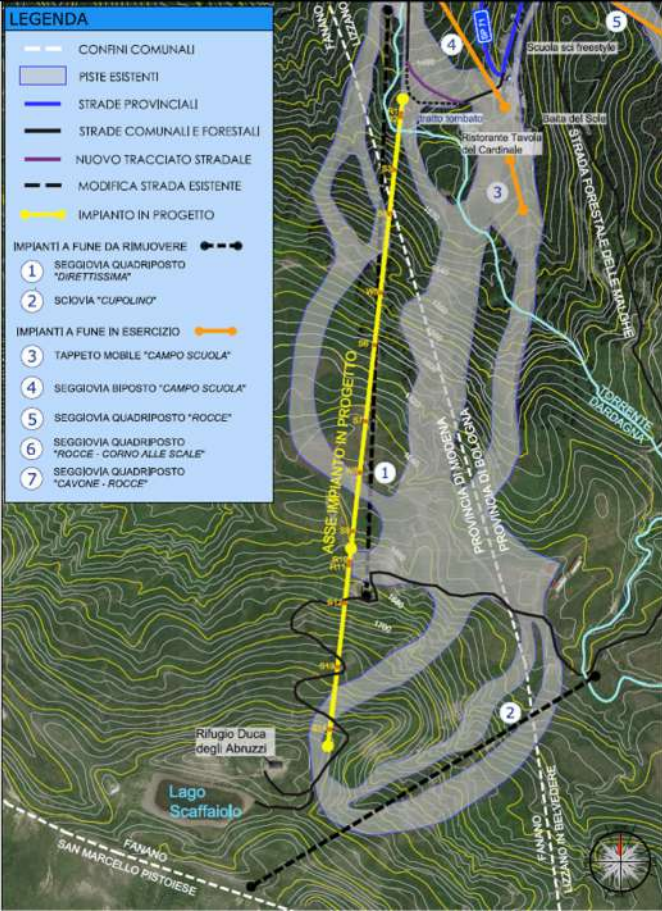 LEGENDA
CONFINI COMUNALI
PISTE ESISTENTI
STRADE PROVINCIALI
STRADE COMUNALI E FORESTALI
NUOVO TRACCIATO STRADALE
MODIFICA STRADA ESISTENTE
IMPIANTO IN PROGETTO
IMPIANTI A FUNE DA RIMUOVERE
1 SEGGIOVIA QUADRIPOSTO
"DIRETTISSIMA"
2 SCIOVIA "CUPOLINO"
IMPIANTI A FUNE IN ESERCIZIO
3 TAPPETO MOBILE "CAMPO SCUOLA"
4 SEGGIOVIA BIPOSTO "CAMPO SCUOLA"
5 SEGGIOVIA QUADRIPOSTO "ROCCE"
6 SEGGIOVIA QUADRIPOSTO
"ROCCE - CORNO ALLE SCALE"
7 SEGGIOVIA QUADRIPOSTO
"CAVONE - ROCCE"
FANANO
LIZZANO
4
SP 71
5
Scuola sci freestyle
tratto tombato
Baita del Sole
Ristorante Tavola
del Cardinale
3
STRADA FORESTALE DELLE MALGHE
TORRENTE
DARDAGNA
ASSE IMPIANTO IN PROGETTO
1
PROVINCIA DI MODENA
PROVINCIA DI BOLOGNA
1700
2
Rifugio Duca
degli Abruzzi
Lago
Scaffaiolo
FANANO
SAN MARCELLO PISTOIESE
FANANO
LIZZANO IN BELVEDERE